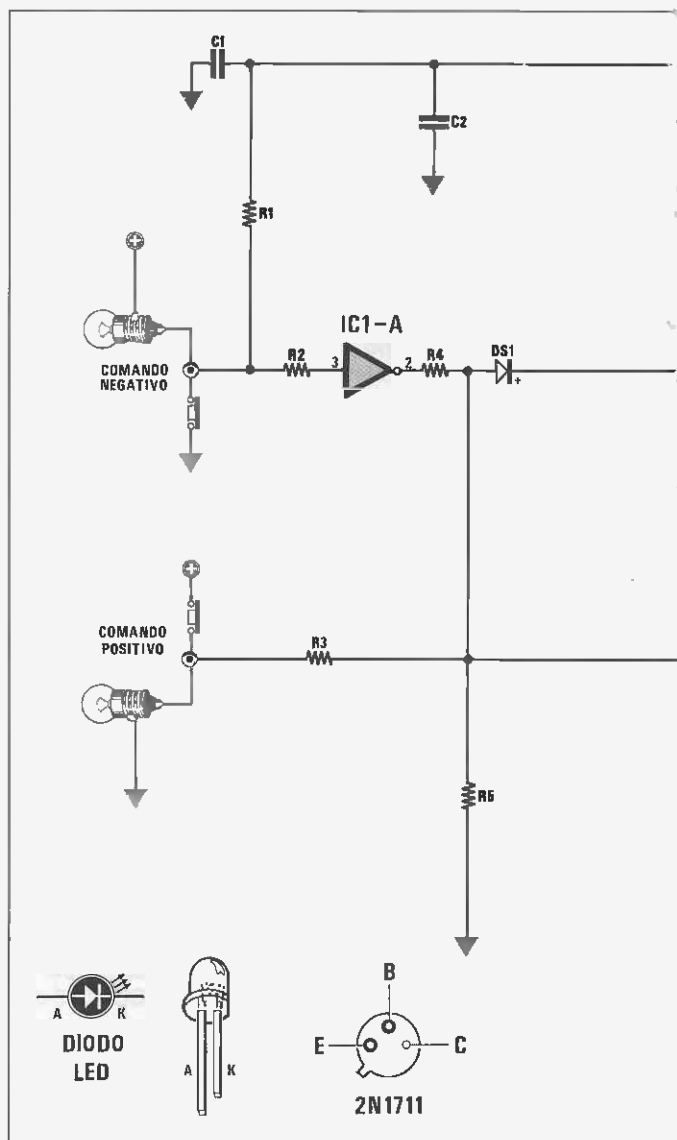 C1
C2
R1
+
IC1-A
R2
3
2
R4
DS1
+
COMANDO
NEGATIVO
+
COMANDO
POSITIVO
R3
R5
A
K
DIODO
LED
A
K
B
E
C
2N1711